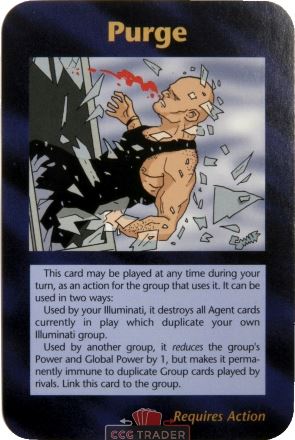 Purge
This card may be played at any time during your
turn, as an action for the group that uses it. It can be
used in two ways:
Used by your Illuminati, it destroys all Agent cards
currently in play which duplicate your own
Illuminati group.
Used by another, group, it reduces the group's
Power and Global Power by 1, but makes it perma-
nently immune to duplicate Group cards played by
rivals. Link this card to the group.
Requires Action
CCG TRADER